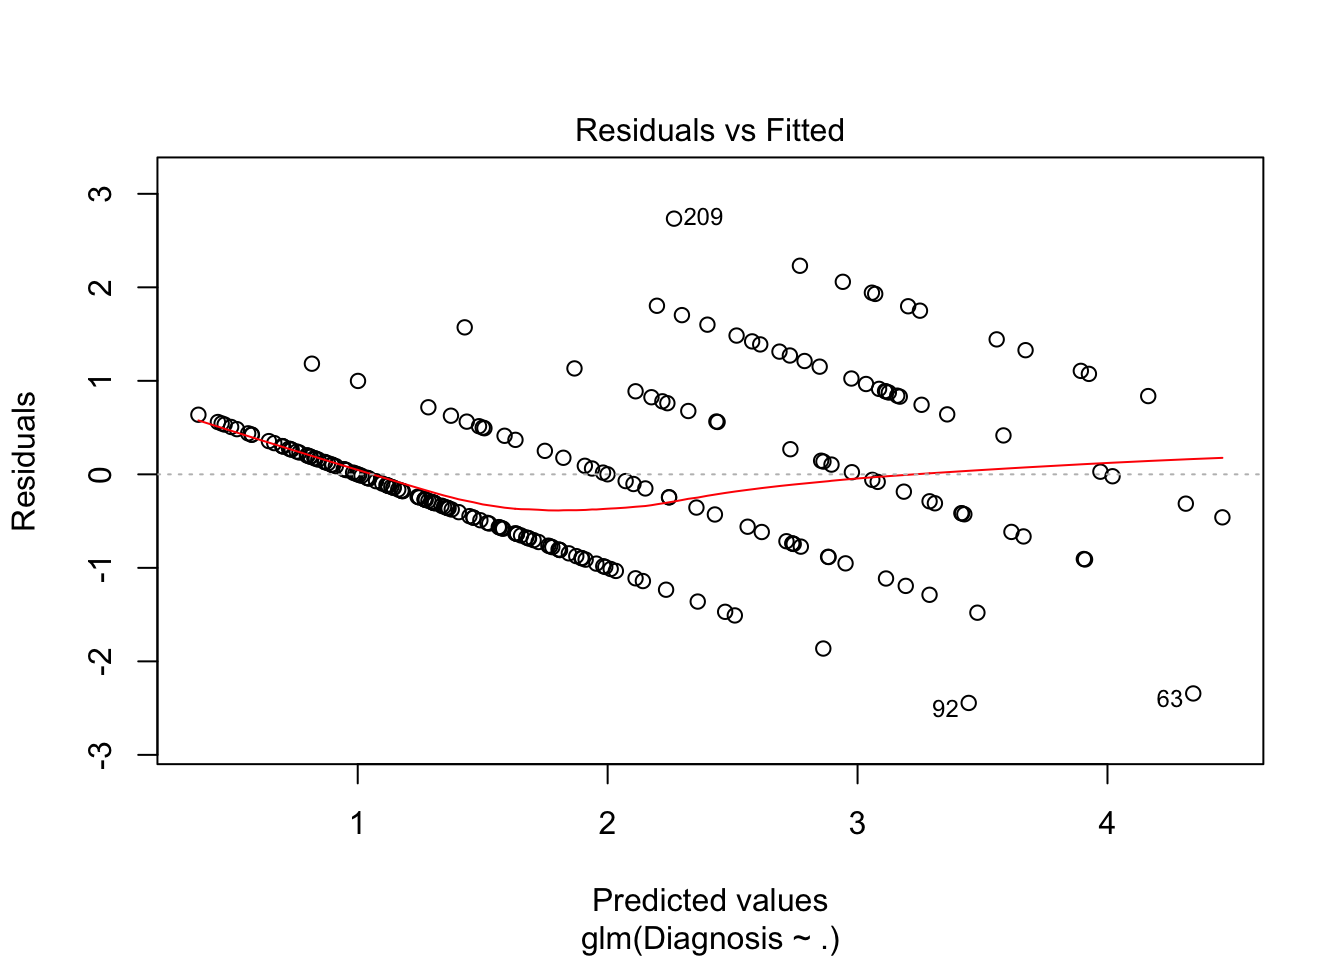 Residuals vs Fitted
3
2
1
0
-1
-2
-3
Residuals
209
92
63
1 2 3 4
Predicted values
glm(Diagnosis ~ .)